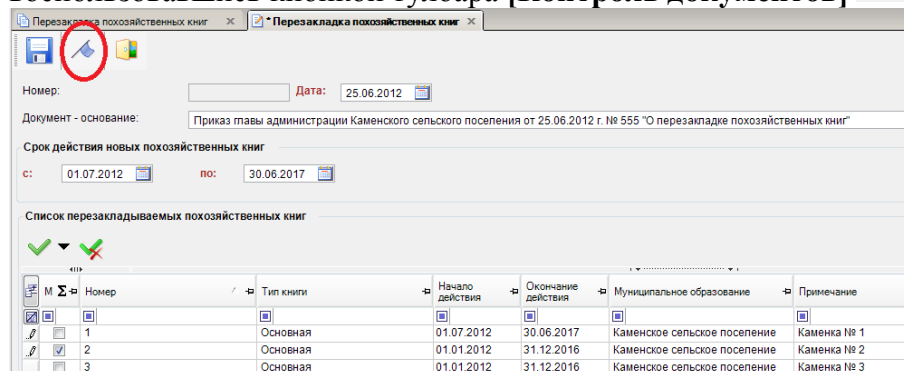 воспользовавшись кнопкой тулбара [Контроль документов]
Перезакладка похозяйственных книг
* Перезакладка похозяйственных книг
Номер:
Дата: 25.06.2012
Документ - основание: Приказ главы администрации Каменского сельского поселения от 25.06.2012 г. № 555 "О перезакладке похозяйственных книг"
Срок действия новых похозяйственных книг
с: 01.07.2012 по: 30.06.2017
Список перезакладываемых похозяйственных книг
М Σ Номер Тип книги Начало действия Окончание действия Муниципальное образование Примечание
1 Основная 01.07.2012 30.06.2017 Каменское сельское поселение Каменка № 1
2 Основная 01.01.2012 31.12.2016 Каменское сельское поселение Каменка № 2
3 Основная 01.01.2012 31.12.2016 Каменское сельское поселение Каменка № 3